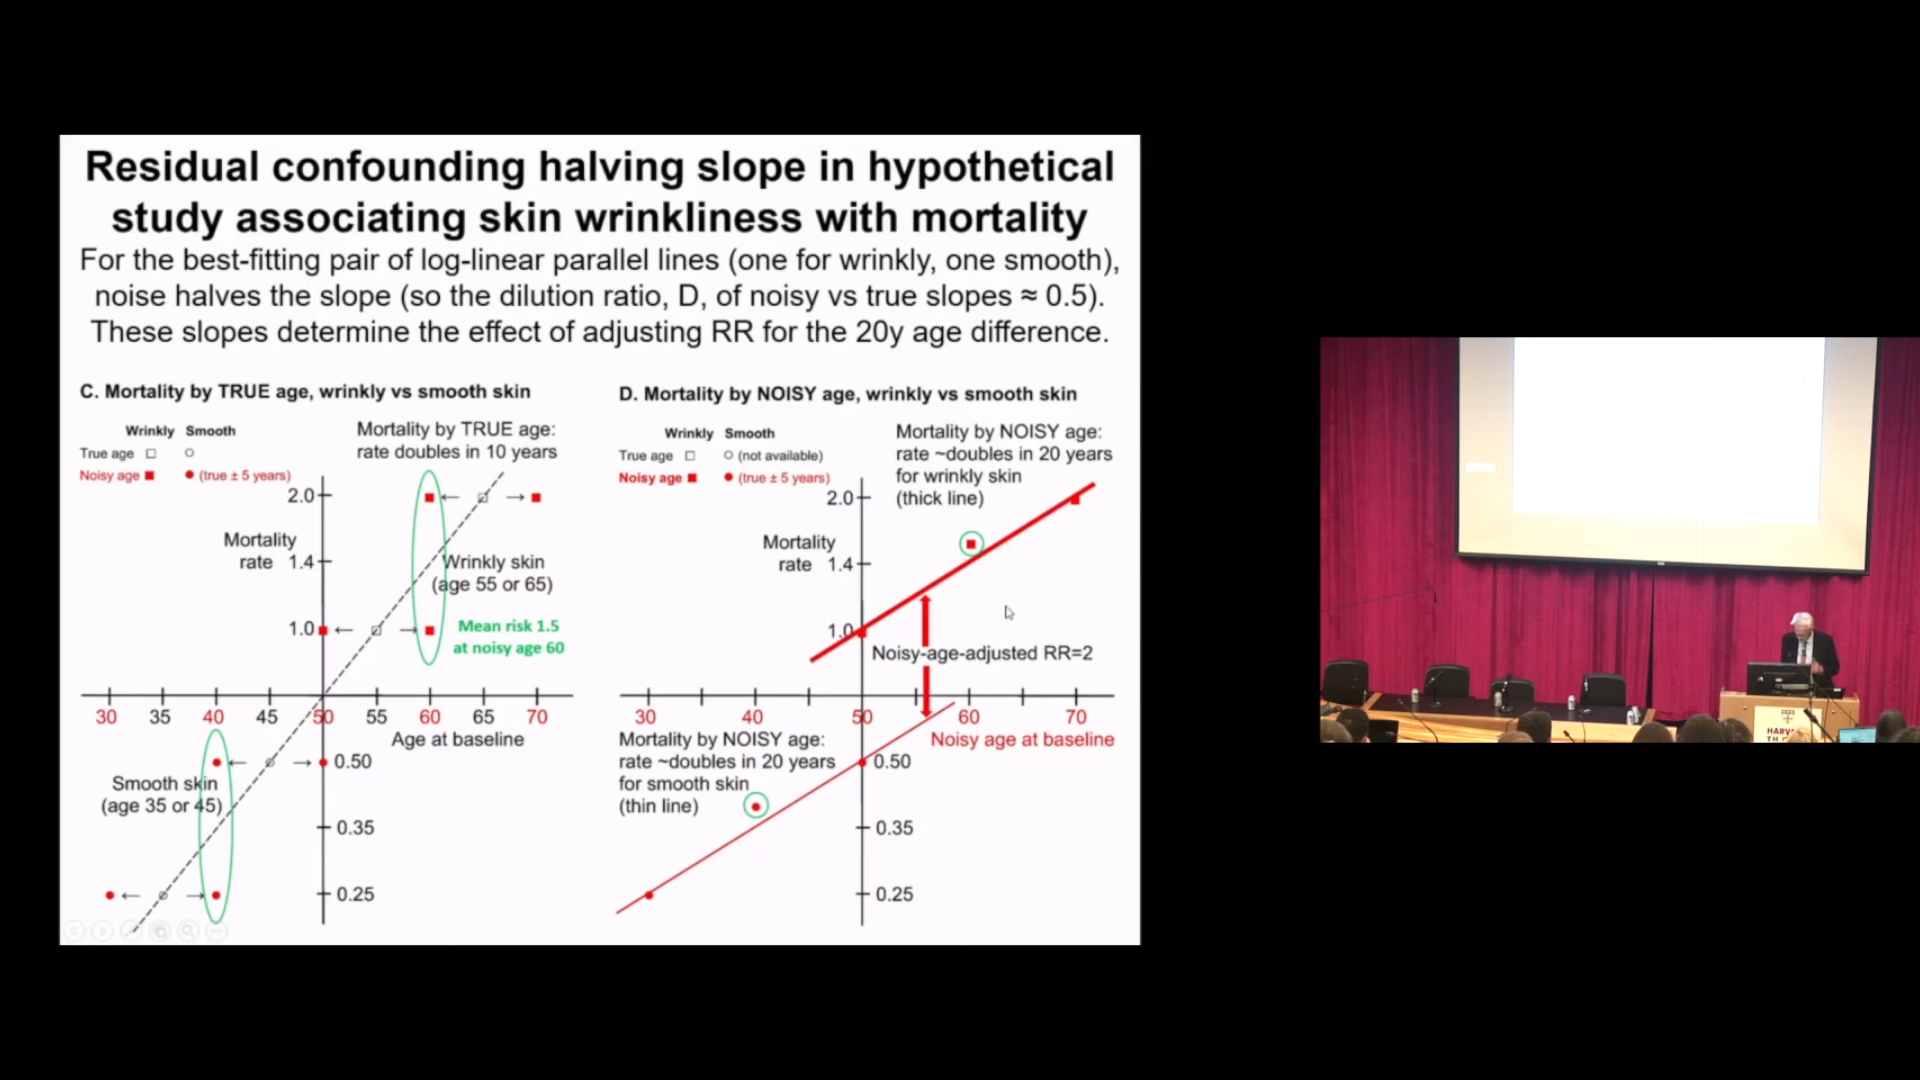 Residual confounding halving slope in hypothetical
study associating skin wrinkliness with mortality
For the best-fitting pair of log-linear parallel lines (one for wrinkly, one smooth),
noise halves the slope (so the dilution ratio, D, of noisy vs true slopes ≈ 0.5).
These slopes determine the effect of adjusting RR for the 20y age difference.
C. Mortality by TRUE age, wrinkly vs smooth skin
Wrinkly Smooth
True age
Noisy age (true ± 5 years)
Mortality by TRUE age:
rate doubles in 10 years
2.0
Mortality
rate 1.4
1.0
Wrinkly skin
(age 55 or 65)
Mean risk 1.5
at noisy age 60
30 35 40 45 50 55 60 65 70
Age at baseline
0.50
Smooth skin
(age 35 or 45)
0.35
0.25
D. Mortality by NOISY age, wrinkly vs smooth skin
Wrinkly Smooth
True age (not available)
Noisy age (true ± 5 years)
Mortality by NOISY age:
rate ~doubles in 20 years
for wrinkly skin
(thick line)
2.0
Mortality
rate 1.4
1.0
Noisy-age-adjusted RR=2
30 40 50 60 70
Noisy age at baseline
Mortality by NOISY age:
rate ~doubles in 20 years
for smooth skin
(thin line)
0.50
0.35
0.25